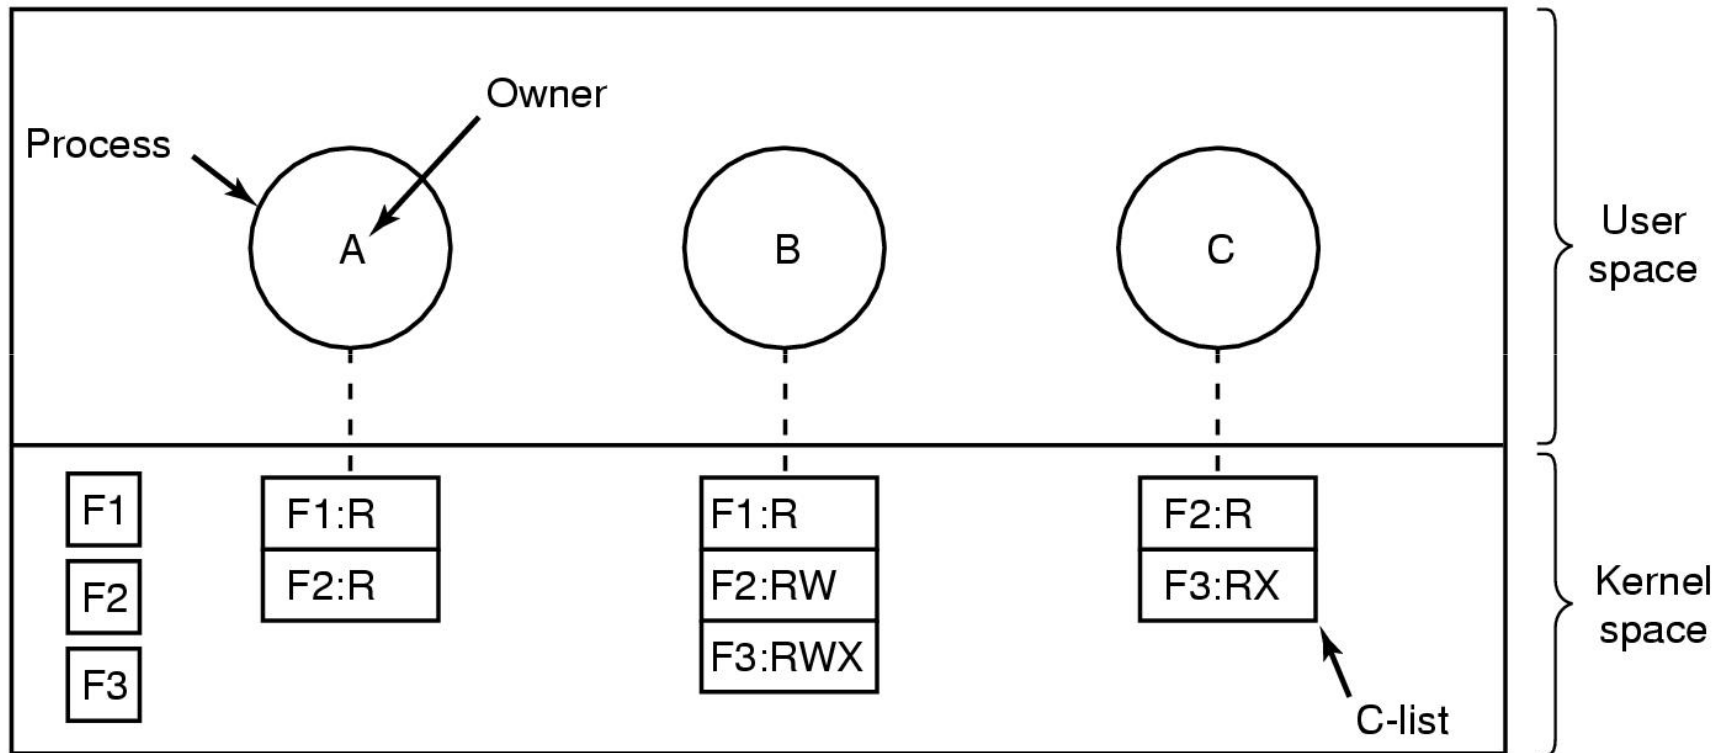 Owner
Process
A
B
C
User
space
F1
F2
F3
F1:R
F2:R
F1:R
F2:RW
F3:RWX
F2:R
F3:RX
C-list
Kernel
space